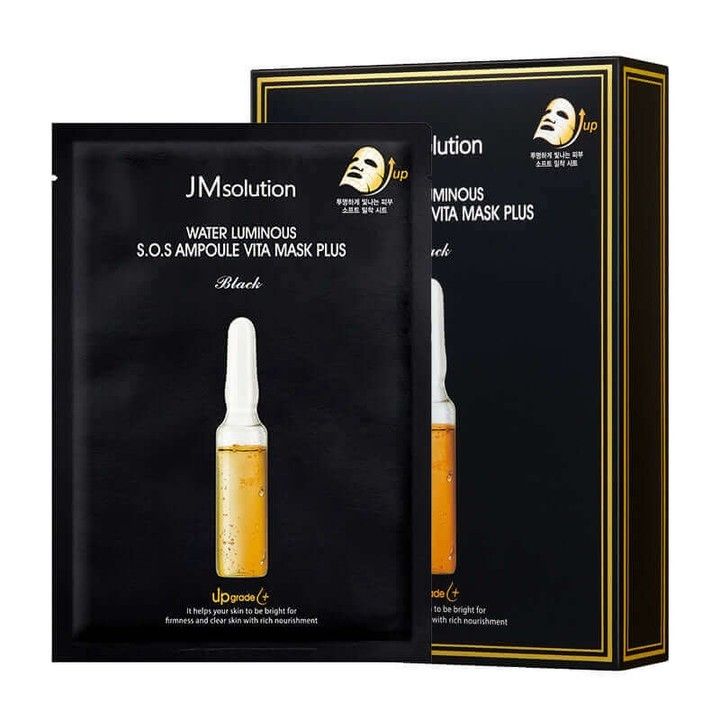 JMsolution
WATER LUMINOUS
S.O.S AMPOULE VITA MASK PLUS
Black
up
투명하게 빛나는 피부
소프트 밀착 시트
upgrade
It helps your skin to be bright for
firmness and clear skin with rich nourishment
solution
UMINOUS
VITA MASK PLUS
ck
up
투명하게 빛나는 피부
소프트 밀착 시트
to be bright for
n with rich nourishment